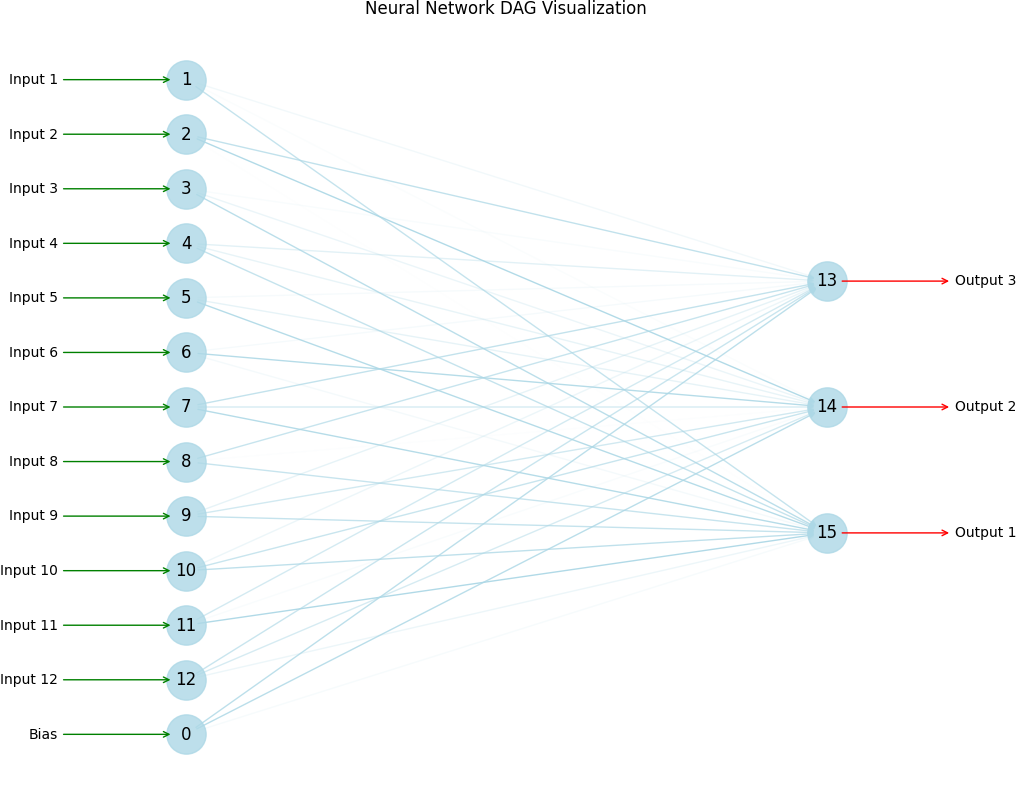 Neural Network DAG Visualization
Input 1 1
Input 2 2
Input 3 3
Input 4 4
13 Output 3
Input 5 5
Input 6 6
Input 7 7 14 Output 2
Input 8 8
Input 9 9
15 Output 1
Input 10 10
Input 11 11
Input 12 12
Bias 0